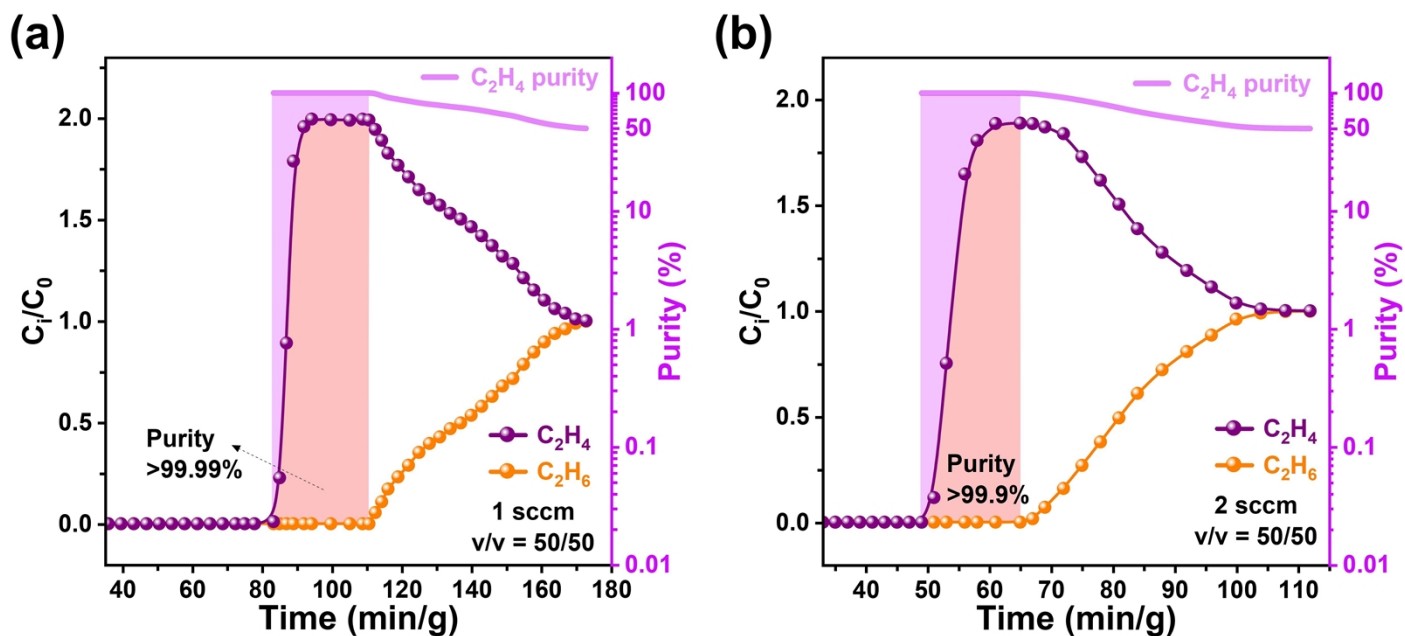 (a)
C₂H₄ purity
2.0
1.5
1.0
0.5
0.0
Cᵢ/C₀
100
50
10
1
0.1
0.01
Purity (%)
Purity
>99.99%
C₂H₄
C₂H₆
1 sccm
v/v = 50/50
40 60 80 100 120 140 160 180
Time (min/g)
(b)
C₂H₄ purity
2.0
1.5
1.0
0.5
0.0
Cᵢ/C₀
100
50
10
1
0.1
0.01
Purity (%)
Purity
>99.9%
C₂H₄
C₂H₆
2 sccm
v/v = 50/50
40 50 60 70 80 90 100 110
Time (min/g)